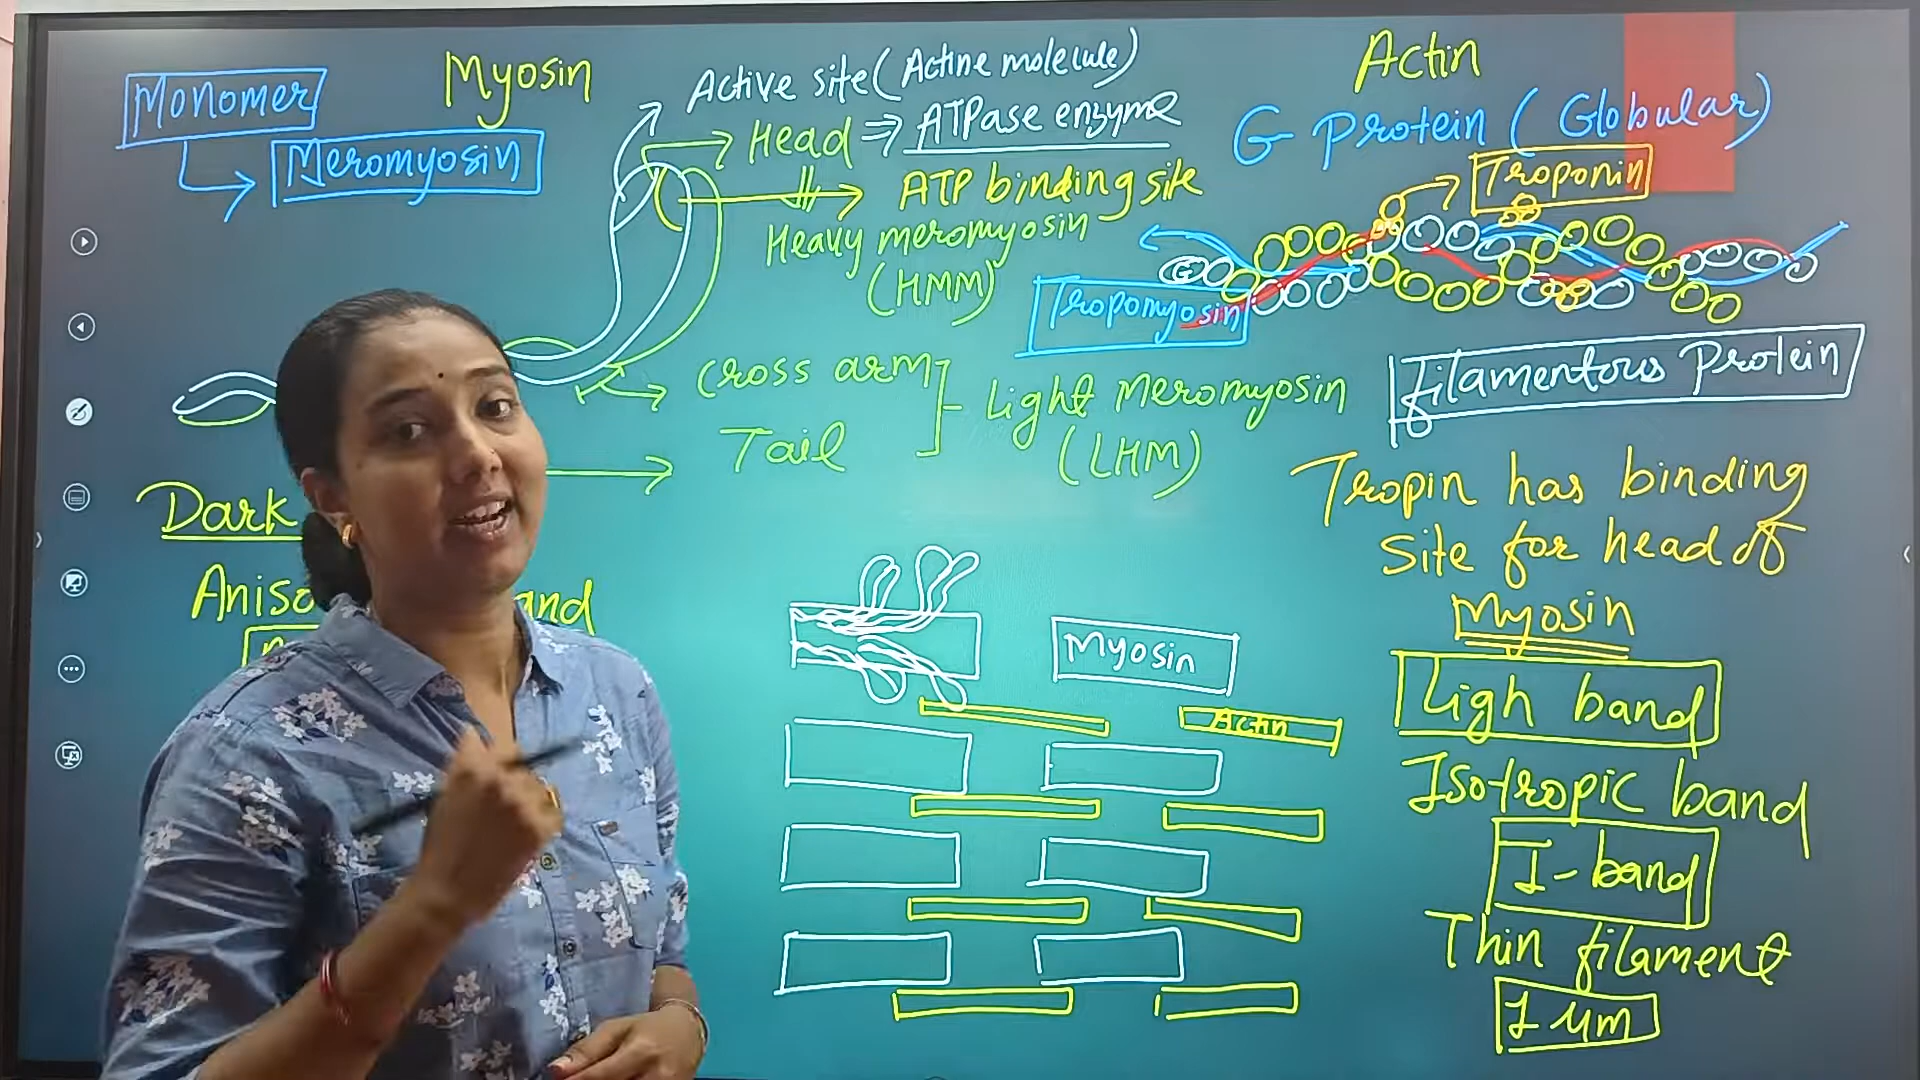 Monomer
Meromyosin
Myosin
Active site (Actine molecule)
Head ⇒ ATPase enzyme
ATP binding site
Heavy meromyosin
(HMM)
Cross arm
Tail
Light Meromyosin
(LHM)
Dark
Aniso
and
Actin
G Protein (Globular)
Troponin
G
Tropomyosin
filamentous Protein
Tropin has binding
Site for head of
Myosin
Myosin
Actin
Ligh band
Isotropic band
I-band
Thin filament
1 μm